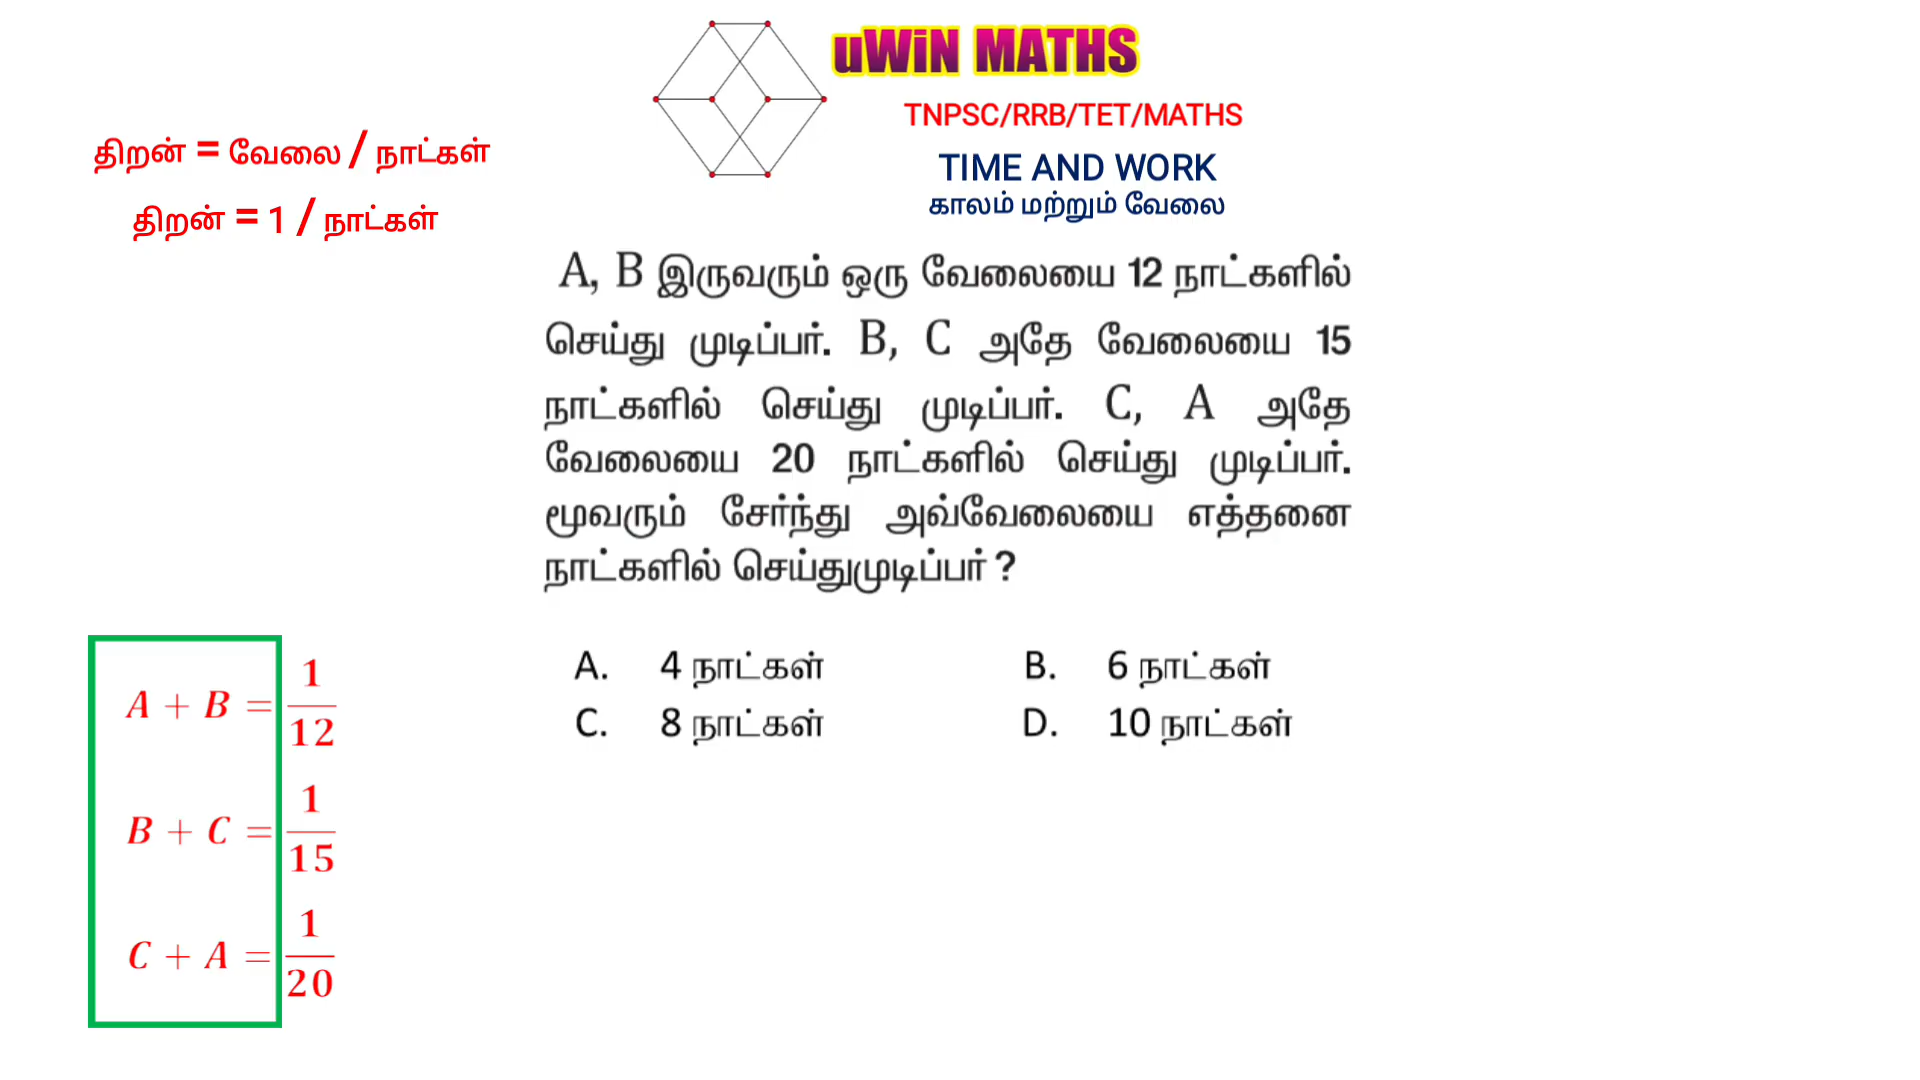 uWiN MATHS
TNPSC/RRB/TET/MATHS
TIME AND WORK
காலம் மற்றும் வேலை
திறன் = வேலை / நாட்கள்
திறன் = 1 / நாட்கள்
A, B இருவரும் ஒரு வேலையை 12 நாட்களில்
செய்து முடிப்பர். B, C அதே வேலையை 15
நாட்களில் செய்து முடிப்பர். C, A அதே
வேலையை 20 நாட்களில் செய்து முடிப்பர்.
மூவரும் சேர்ந்து அவ்வேலையை எத்தனை
நாட்களில் செய்துமுடிப்பர் ?
A. 4 நாட்கள் B. 6 நாட்கள்
C. 8 நாட்கள் D. 10 நாட்கள்
A + B = 1/12
B + C = 1/15
C + A = 1/20